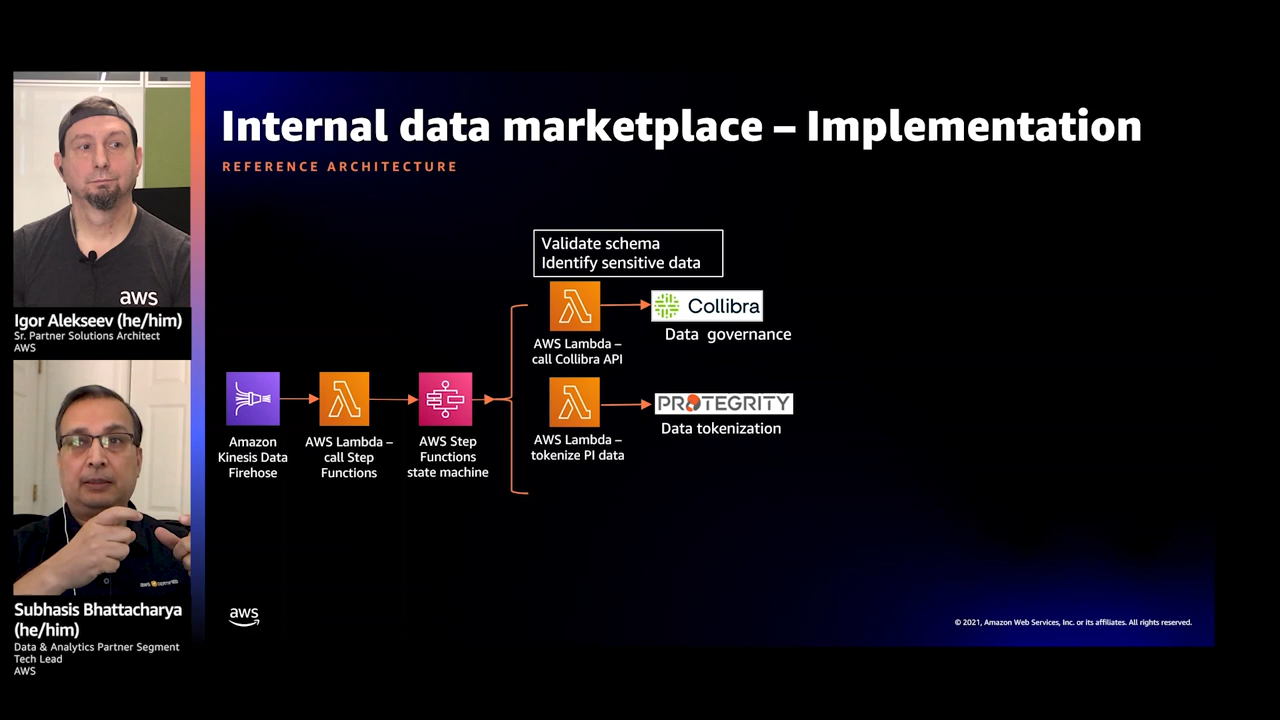 Internal data marketplace – Implementation
REFERENCE ARCHITECTURE
Validate schema
Identify sensitive data
Collibra
Data governance
AWS Lambda –
call Collibra API
PROTEGRITY
Data tokenization
AWS Lambda –
tokenize PI data
Amazon
Kinesis Data
Firehose
AWS Lambda –
call Step
Functions
AWS Step
Functions
state machine
aws
© 2021, Amazon Web Services, Inc. or its affiliates. All rights reserved.
aws
Igor Alekseev (he/him)
Sr. Partner Solutions Architect
AWS
Subhasis Bhattacharya
(he/him)
Data & Analytics Partner Segment
Tech Lead
AWS